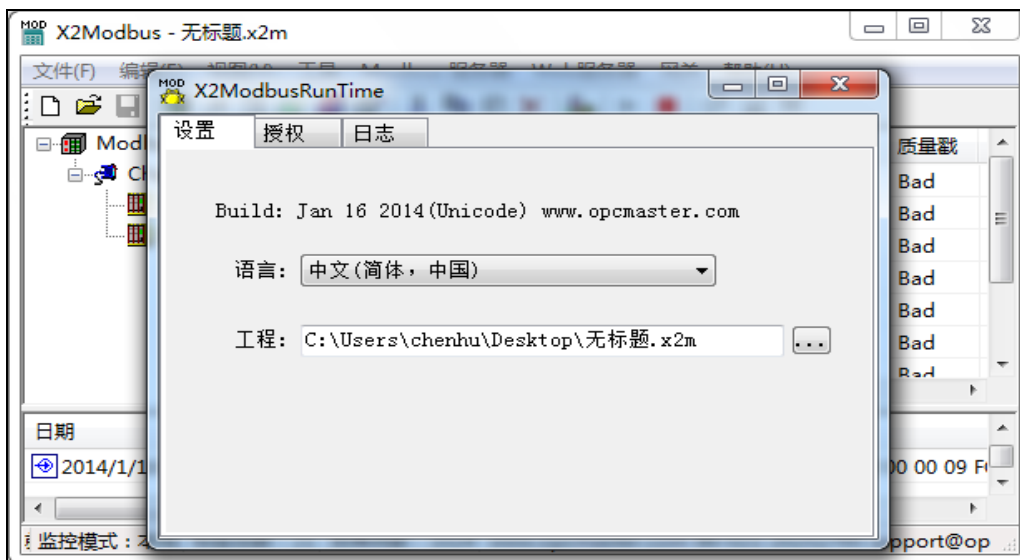 X2Modbus - 无标题.x2m
文件(F)
X2ModbusRunTime
设置 授权 日志
Build: Jan 16 2014(Unicode) www.opcmaster.com
语言: 中文(简体，中国)
工程: C:\Users\chenhu\Desktop\无标题.x2m ...
质量戳
Bad
Bad
Bad
Bad
Bad
Bad
Bad
日期
2014/1/1
00 00 09
监控模式：
pport@op